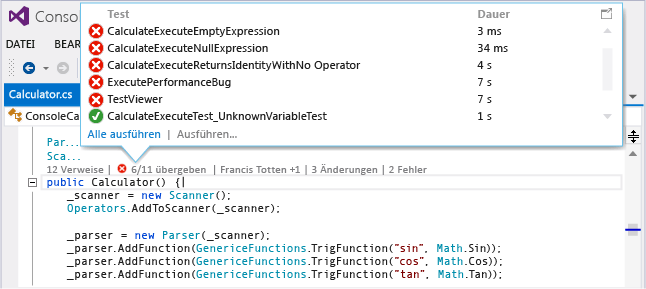 Conso
DATEI BEAR
Calculator.cs
ConsoleCa
Test Dauer
CalculateExecuteEmptyExpression 3 ms
CalculateExecuteNullExpression 34 ms
CalculateExecuteReturnsIdentityWithNo Operator 4 s
ExecutePerformanceBug 7 s
TestViewer 7 s
CalculateExecuteTest_UnknownVariableTest 1 s
Alle ausführen | Ausführen...
Par...
Sca...
12 Verweise | 6/11 übergeben | Francis Totten +1 | 3 Änderungen | 2 Fehler
public Calculator() {
_scanner = new Scanner();
Operators.AddToScanner(_scanner);
_parser = new Parser(_scanner);
_parser.AddFunction(GenericeFunctions.TrigFunction("sin", Math.Sin));
_parser.AddFunction(GenericeFunctions.TrigFunction("cos", Math.Cos));
_parser.AddFunction(GenericeFunctions.TrigFunction("tan", Math.Tan));